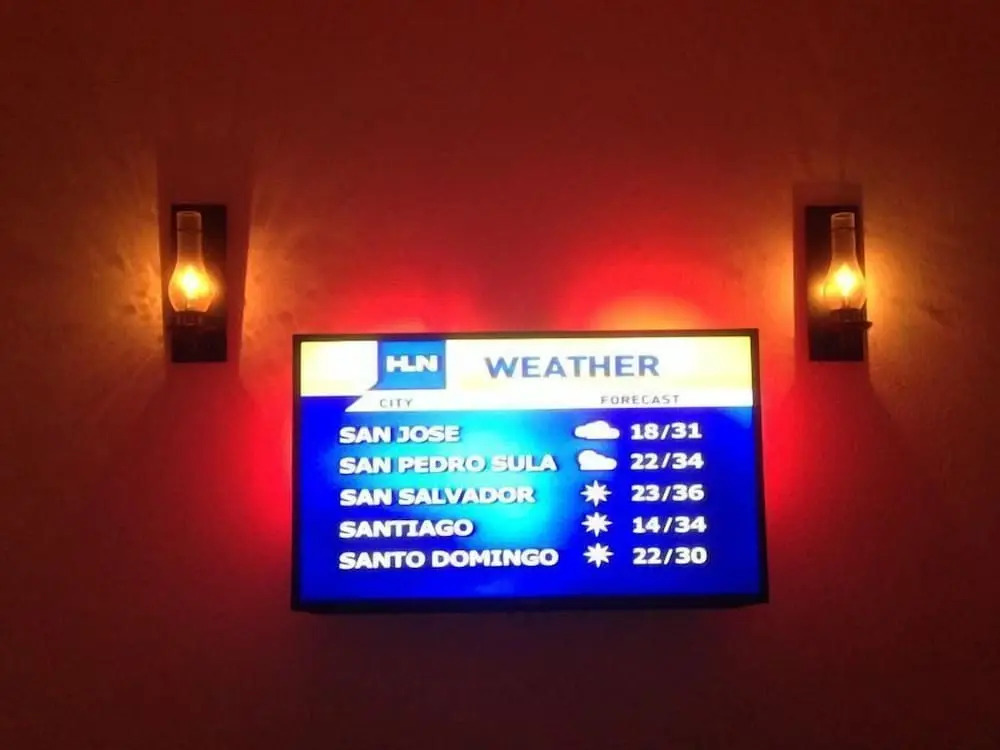 HLN WEATHER
CITY FORECAST
SAN JOSE 18/31
SAN PEDRO SULA 22/34
SAN SALVADOR 23/36
SANTIAGO 14/34
SANTO DOMINGO 22/30